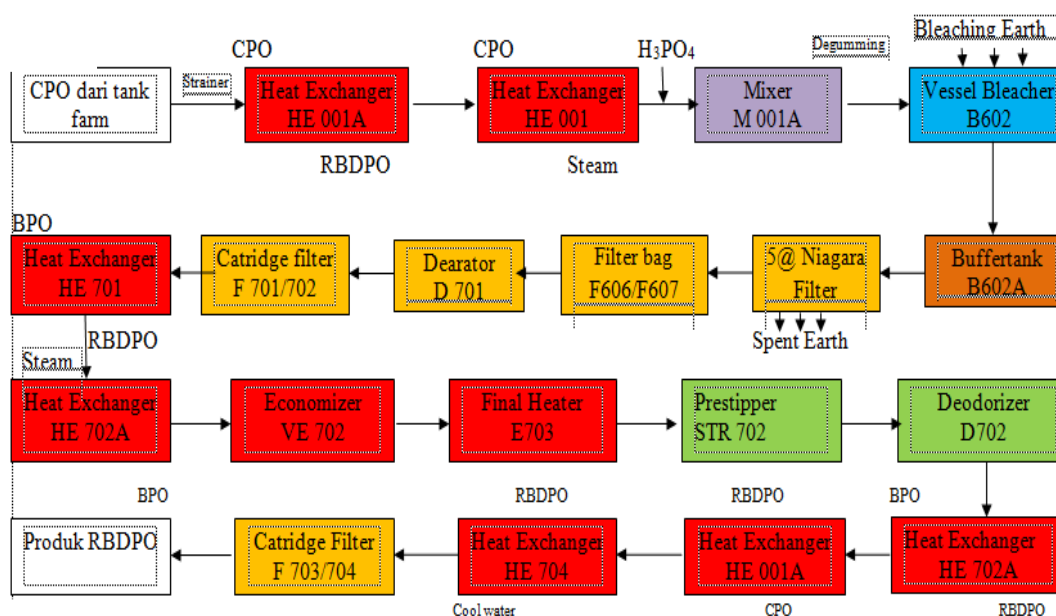 CPO
CPO
H₃PO₄
Degumming
Bleaching Earth
CPO dari tank
farm
Strainer
Heat Exchanger
HE 001A
Heat Exchanger
HE 001
Mixer
M 001A
Vessel Bleacher
B602
RBDPO
Steam
BPO
Heat Exchanger
HE 701
Catridge filter
F 701/702
Dearator
D 701
Filter bag
F606/F607
5@ Niagara
Filter
Buffertank
B602A
RBDPO
Spent Earth
Steam
Heat Exchanger
HE 702A
Economizer
VE 702
Final Heater
E703
Prestipper
STR 702
Deodorizer
D702
BPO
RBDPO
RBDPO
BPO
Produk RBDPO
Catridge Filter
F 703/704
Heat Exchanger
HE 704
Heat Exchanger
HE 001A
Heat Exchanger
HE 702A
Cool water
CPO
RBDPO